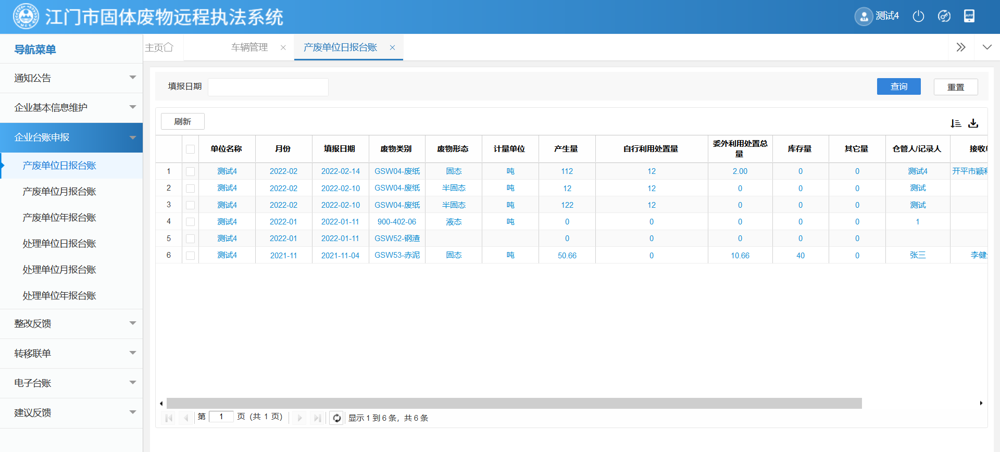 江门市固体废物远程执法系统
测试4
APP
导航菜单
主页
车辆管理
产废单位日报台账
通知公告
企业基本信息维护
企业台账申报
产废单位日报台账
产废单位月报台账
产废单位年报台账
处理单位日报台账
处理单位月报台账
处理单位年报台账
整改反馈
转移联单
电子台账
建议反馈
填报日期
查询
重置
刷新
单位名称 月份 填报日期 废物类别 废物形态 计量单位 产生量 自行利用处置量 委外利用处置总量 库存量 其它量 仓管人/记录人 接收
1 测试4 2022-02 2022-02-14 GSW04-废纸 固态 吨 112 12 2.00 0 0 测试4 开平市颖
2 测试4 2022-02 2022-02-10 GSW04-废纸 半固态 吨 12 12 0 0 0 测试
3 测试4 2022-02 2022-02-10 GSW04-废纸 半固态 吨 122 12 0 0 0 测试
4 测试4 2022-01 2022-01-11 900-402-06 液态 吨 0 0 0 0 0 1
5 测试4 2022-01 2022-01-11 GSW52-钢渣 0 0 0 0 0
6 测试4 2021-11 2021-11-04 GSW53-赤泥 固态 吨 50.66 0 10.66 40 0 张三 李健
第 1 页 (共 1 页)
显示 1 到 6 条，共 6 条